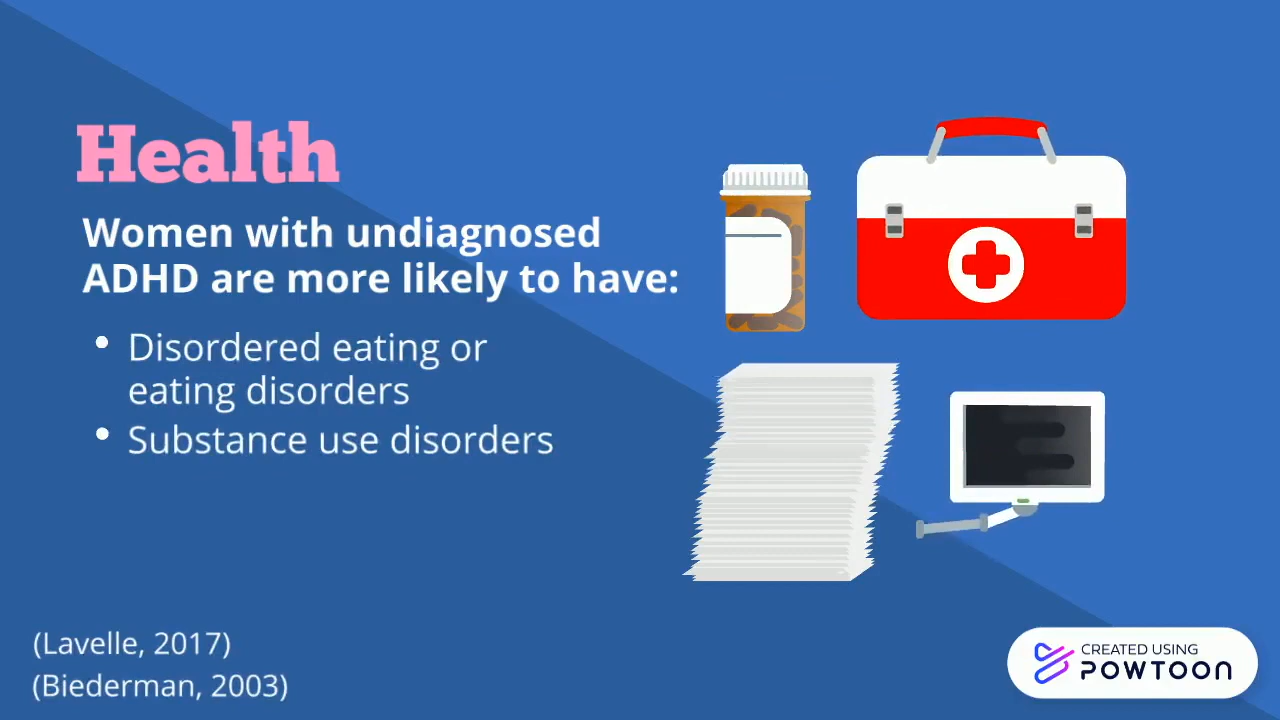 Health
Women with undiagnosed
ADHD are more likely to have:
• Disordered eating or
eating disorders
• Substance use disorders
(Lavelle, 2017)
(Biederman, 2003)
CREATED USING
POWTOON